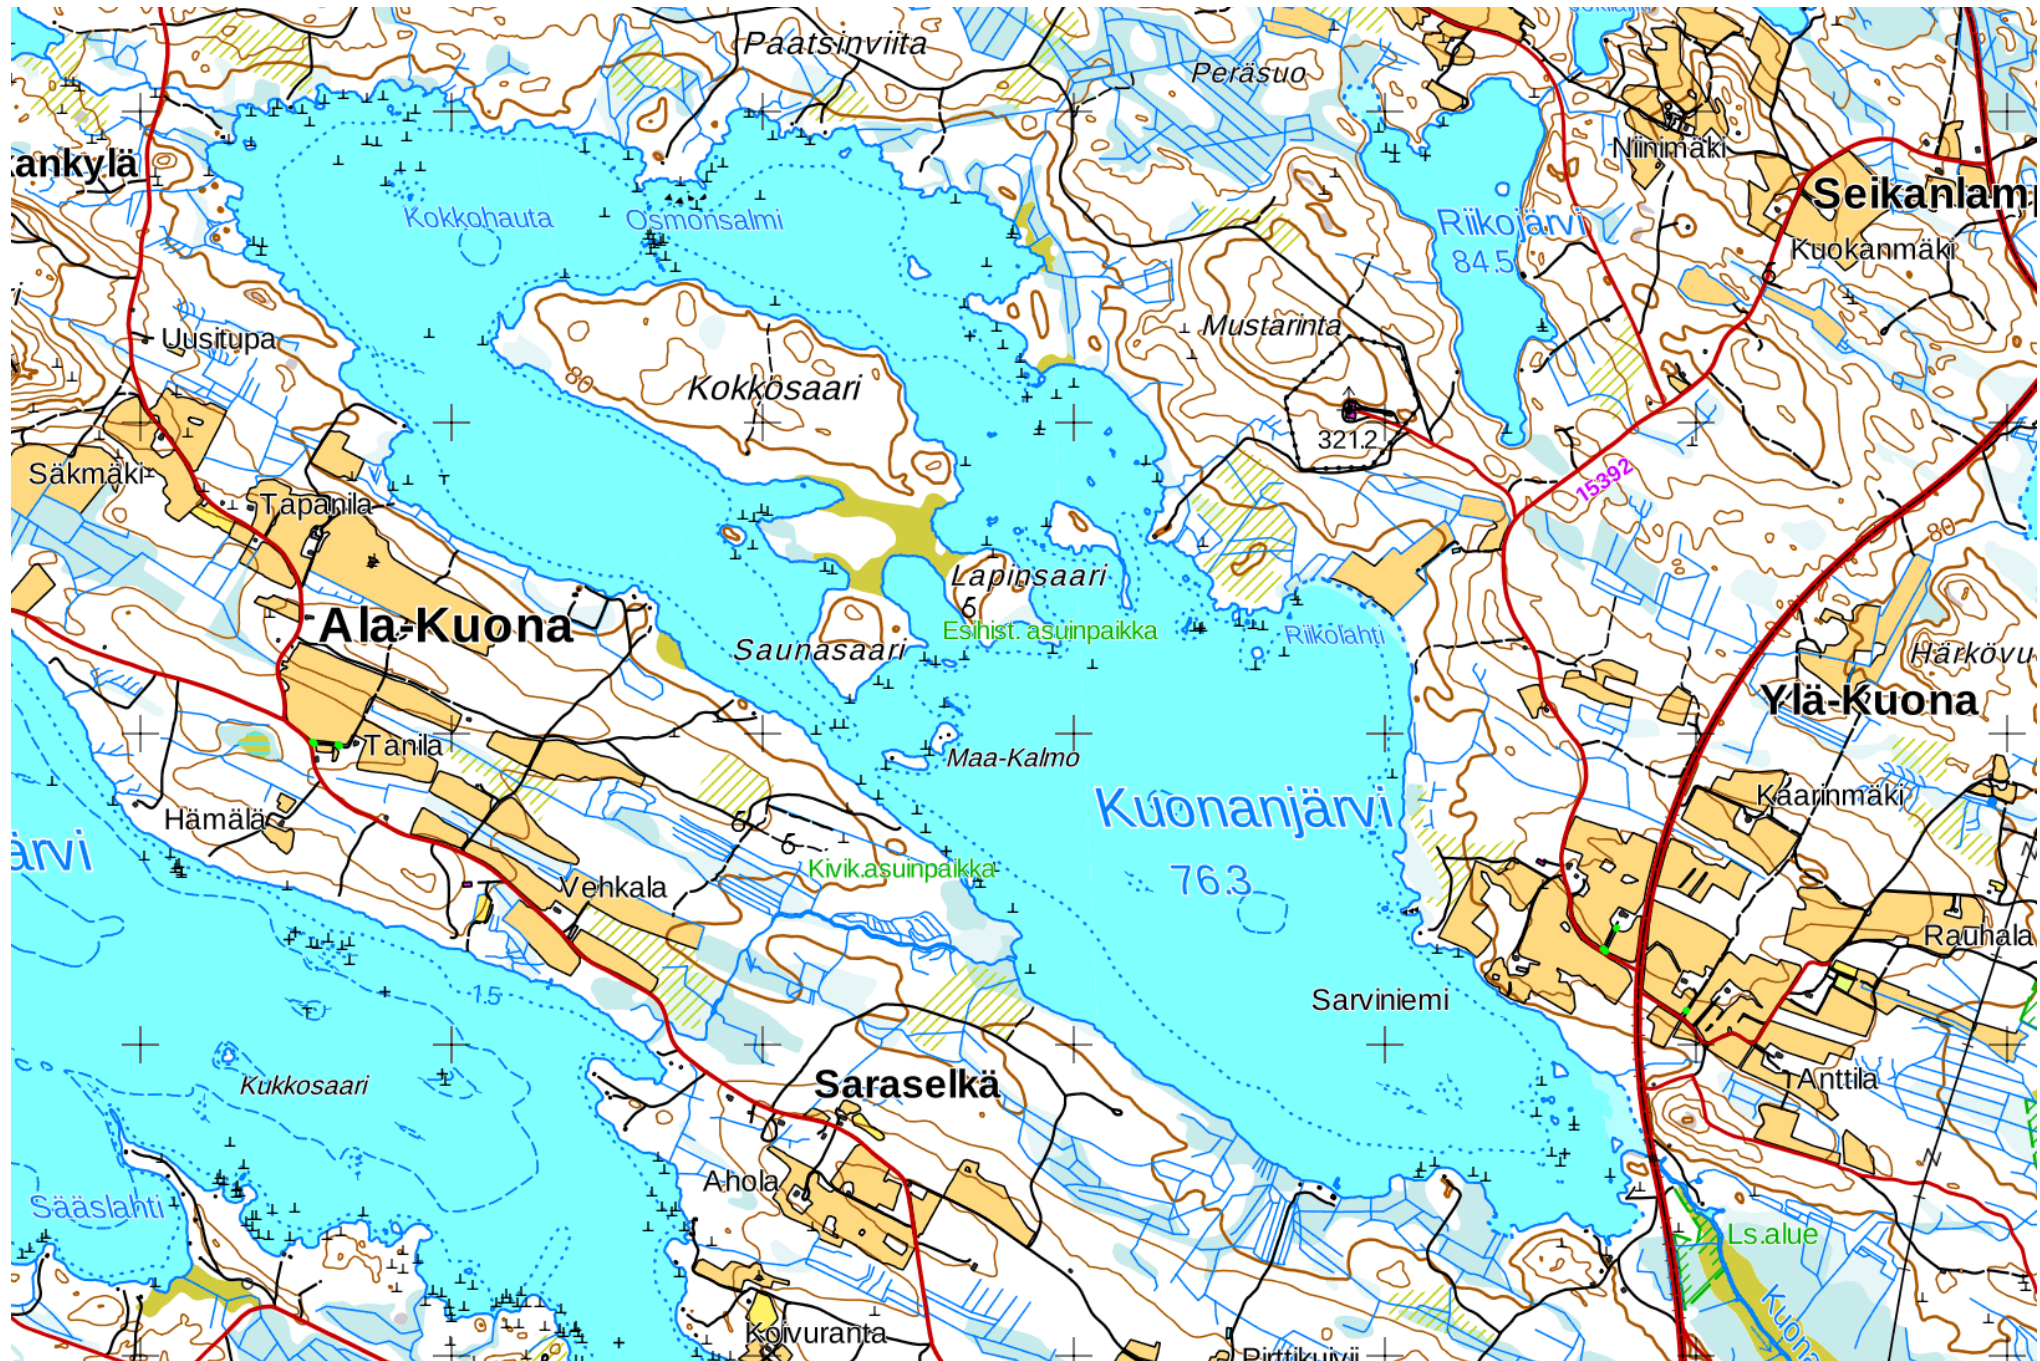 Paatsinviita
Peräsuo
Niinimäki
ankylä
Seikanlam
Kokkohauta
Osmonsalmi
Riikojärvi
84.5
Kuokanmäki
Uusitupa
Mustarinta
80
Kokkosaari
321.2
15392
Säkmäki
Tapanila
80
Lapinsaari
Ala-Kuona
Esihist. asuinpaikka
Riikolahti
Saunasaari
Härkövu
Ylä-Kuona
Tanila
Maa-Kalmo
Kuonanjärvi
Kaarinmäki
Hämälä
ärvi
Kivik.asuinpaikka
76.3
Vehkala
Rauhala
1.5
Sarviniemi
Kukkosaari
Saraselkä
Anttila
Ahola
Sääslahti
Ls.alue
Kuona
Koivuranta